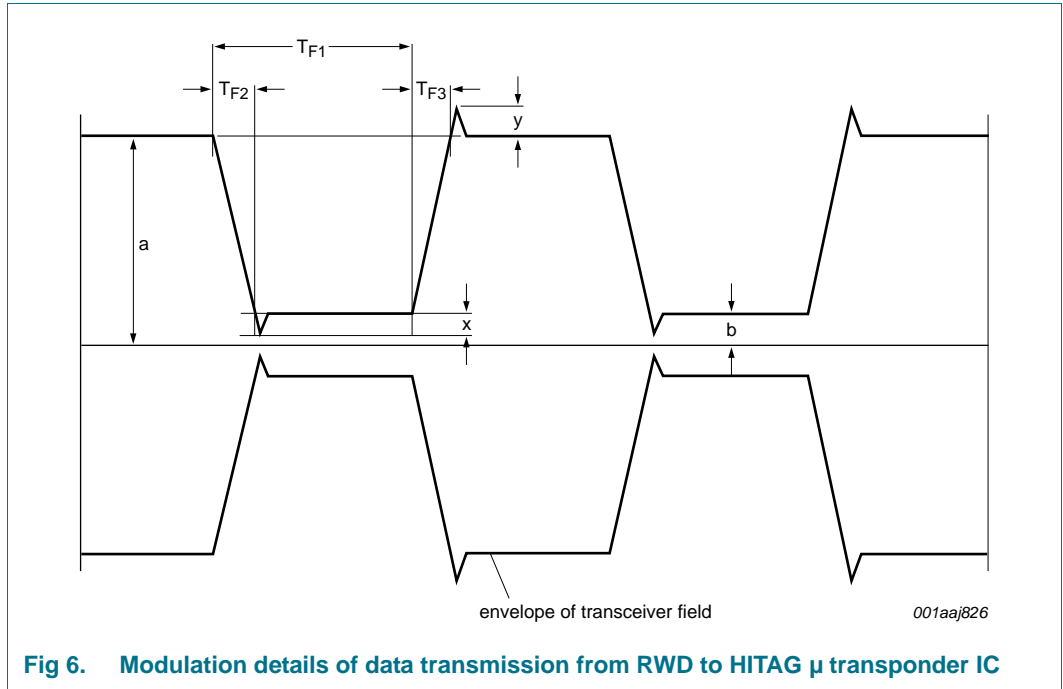 TF1
TF2
TF3
y
a
x
b
envelope of transceiver field
001aaj826
Fig 6. Modulation details of data transmission from RWD to HITAG μ transponder IC